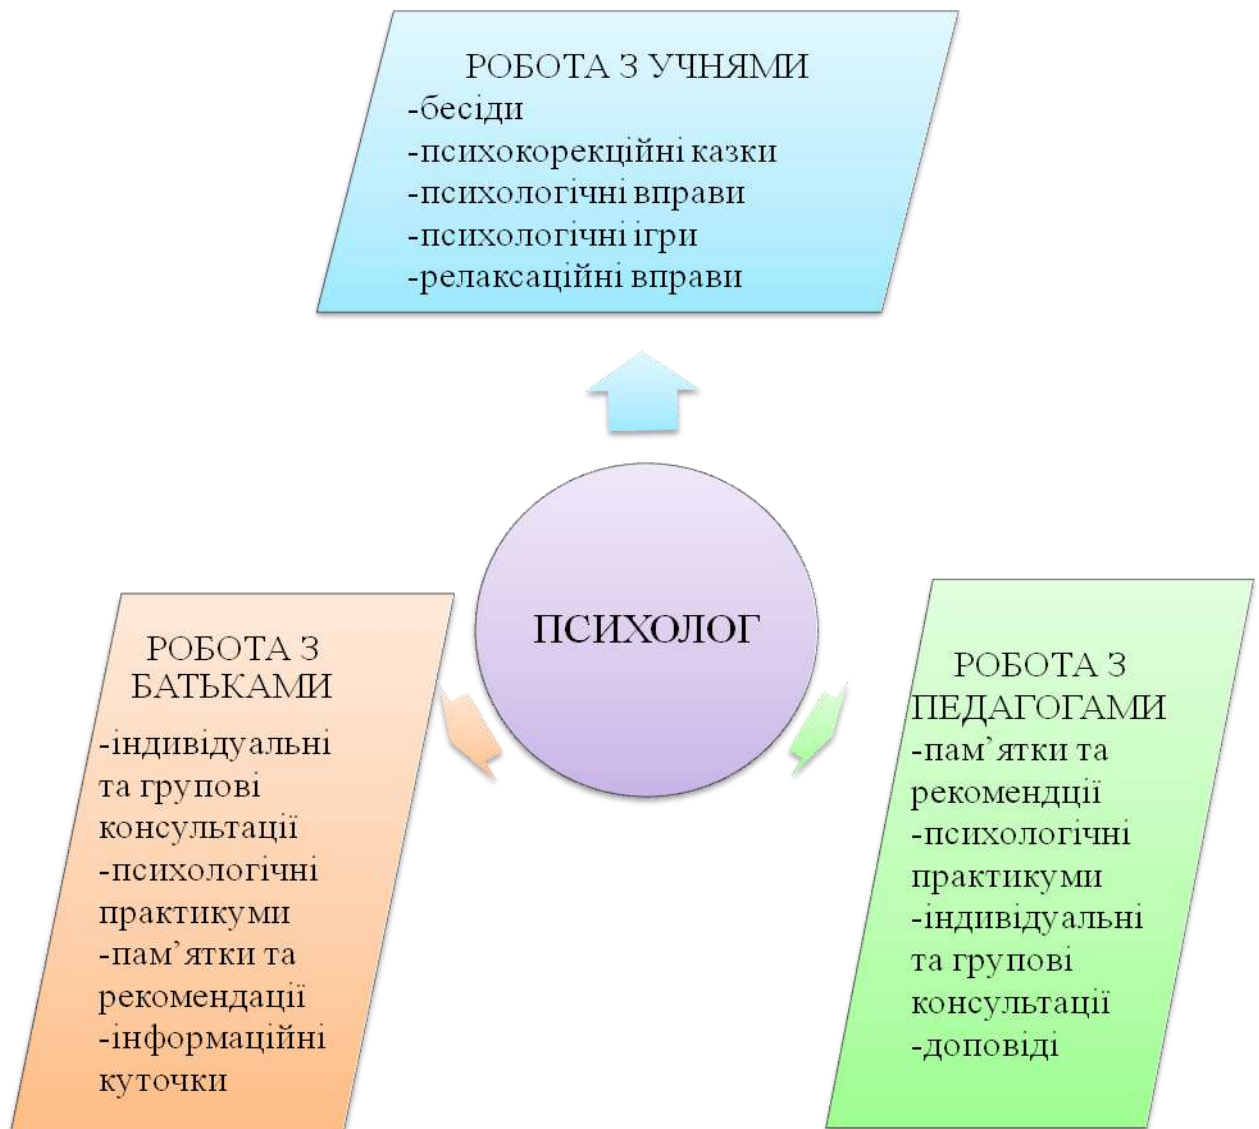 РОБОТА З УЧНЯМИ
-бесіди
-психокорекційні казки
-психологічні вправи
-психологічні ігри
-релаксаційні вправи
ПСИХОЛОГ
РОБОТА З
БАТЬКАМИ
-індивідуальні
та групові
консультації
-психологічні
практикуми
-пам’ятки та
рекомендації
-інформаційні
куточки
РОБОТА З
ПЕДАГОГАМИ
-пам’ятки та
рекомендції
-психологічні
практикуми
-індивідуальні
та групові
консультації
-доповіді